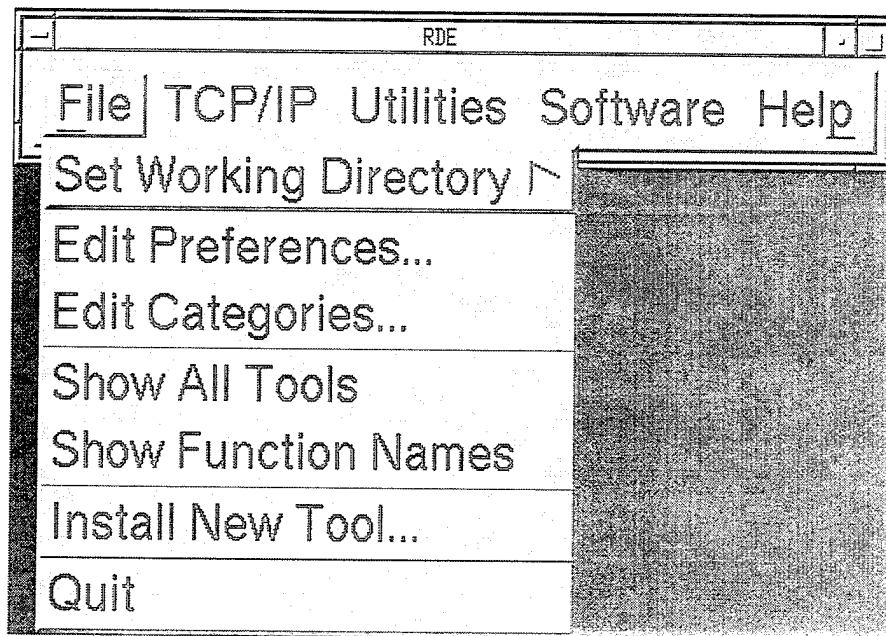 RDE
File TCP/IP Utilities Software Help
Set Working Directory
Edit Preferences...
Edit Categories...
Show All Tools
Show Function Names
Install New Tool...
Quit